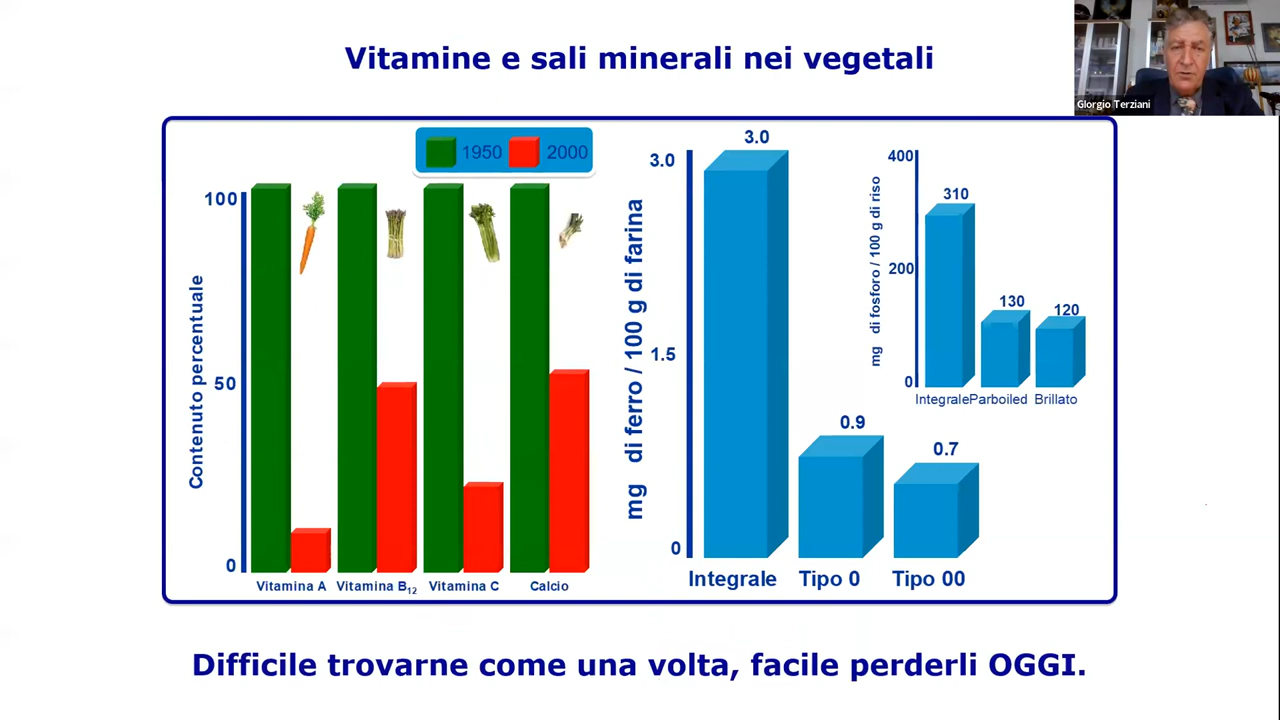 Vitamine e sali minerali nei vegetali
Giorgio Terziani
1950 2000
Contenuto percentuale
100
50
0
Vitamina A Vitamina B12 Vitamina C Calcio
mg di ferro / 100 g di farina
3.0
1.5
0
3.0
0.9
0.7
Integrale Tipo 0 Tipo 00
mg di fosforo / 100 g di riso
400
200
0
310
130
120
Integrale Parboiled Brillato
Difficile trovarne come una volta, facile perderli OGGI.